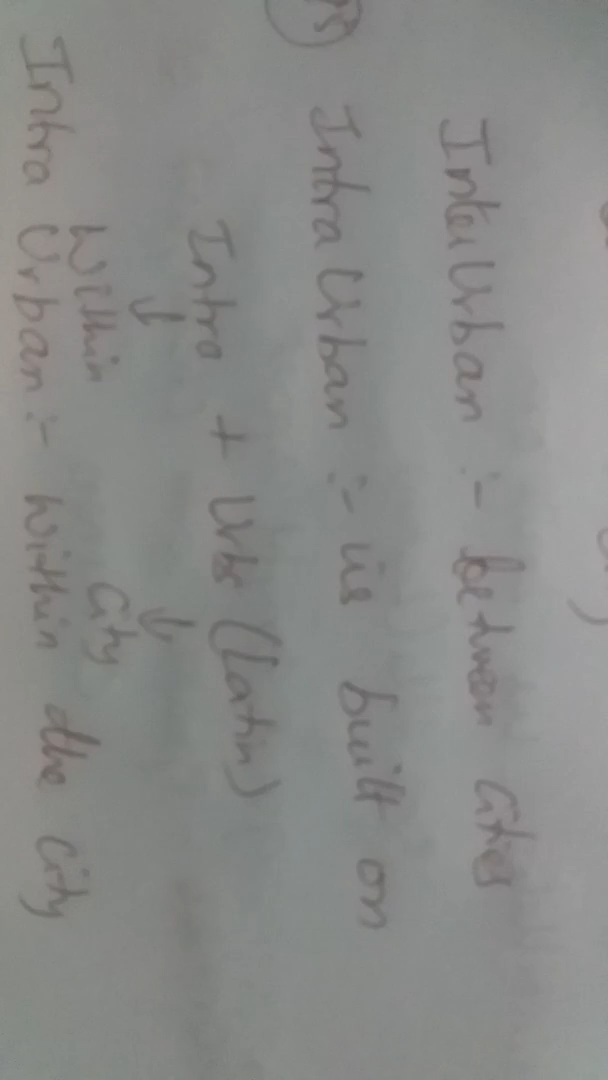 InterUrban :- between Cities
IntraUrban :- is built on
Intra + Urbs (Latin)
↓ ↓
Within City
Intra Urban :- Within the City